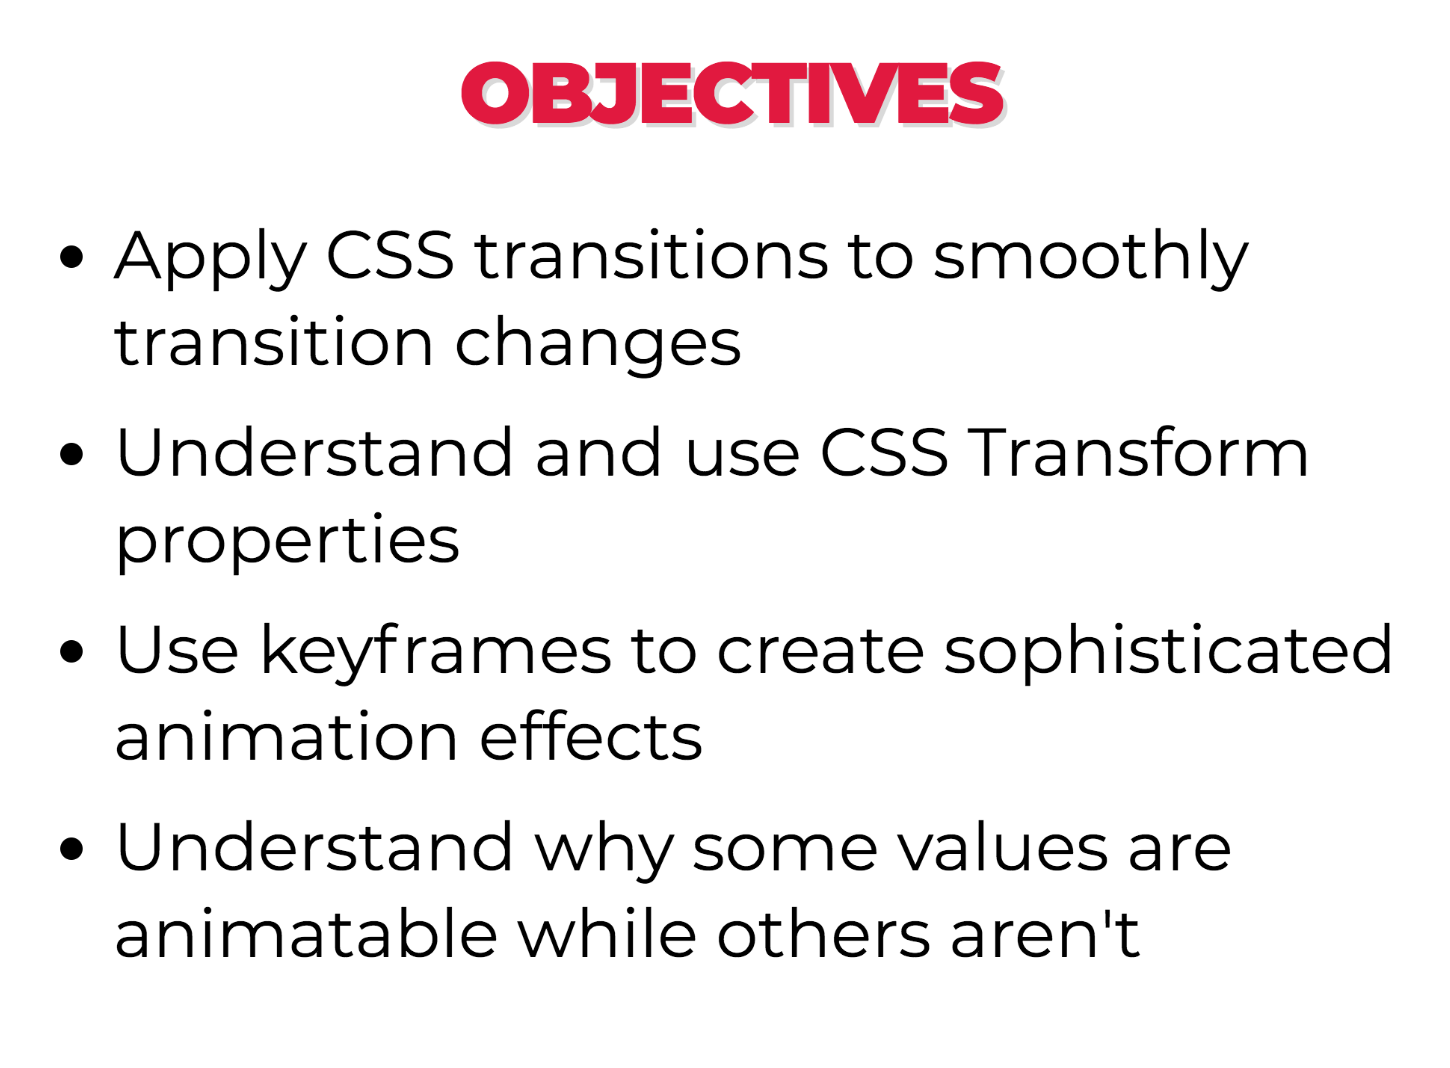 OBJECTIVES
• Apply CSS transitions to smoothly
transition changes
• Understand and use CSS Transform
properties
• Use keyframes to create sophisticated
animation effects
• Understand why some values are
animatable while others aren't